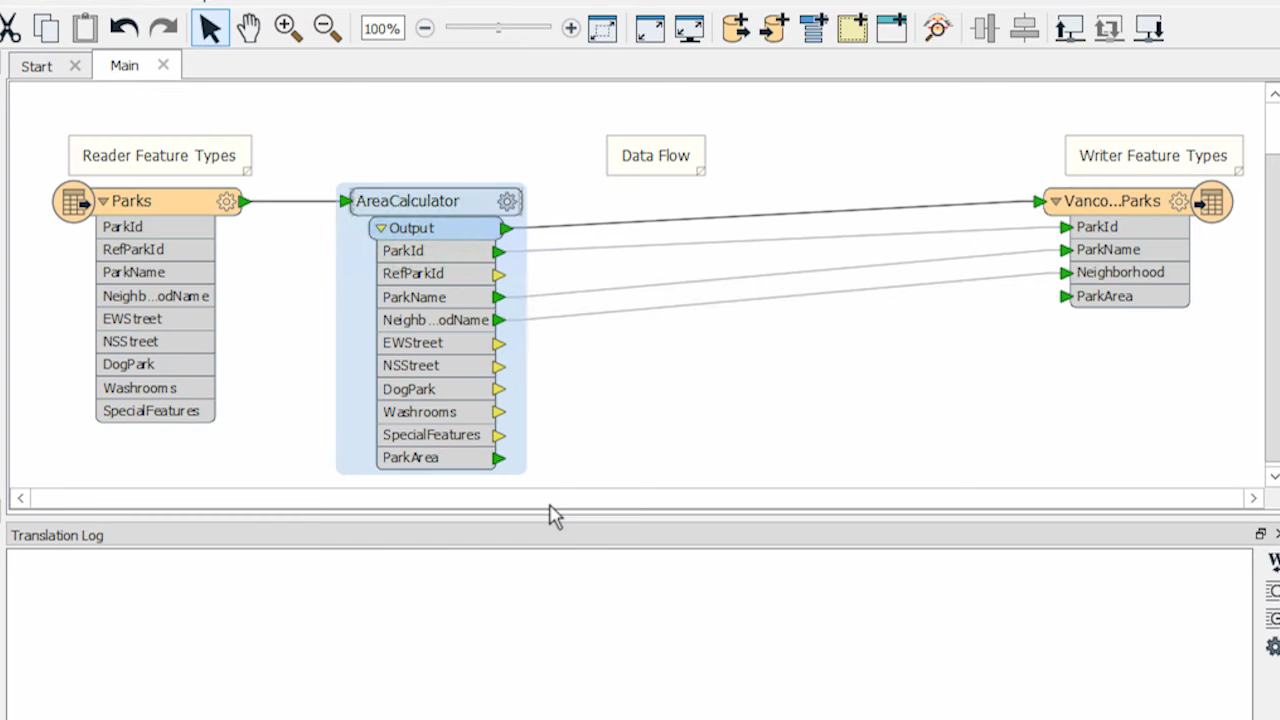 100%
Start
Main
Reader Feature Types
Data Flow
Writer Feature Types
Parks
ParkId
RefParkId
ParkName
Neighb...odName
EWStreet
NSStreet
DogPark
Washrooms
SpecialFeatures
AreaCalculator
Output
ParkId
RefParkId
ParkName
Neighb...odName
EWStreet
NSStreet
DogPark
Washrooms
SpecialFeatures
ParkArea
Vanco...Parks
ParkId
ParkName
Neighborhood
ParkArea
Translation Log